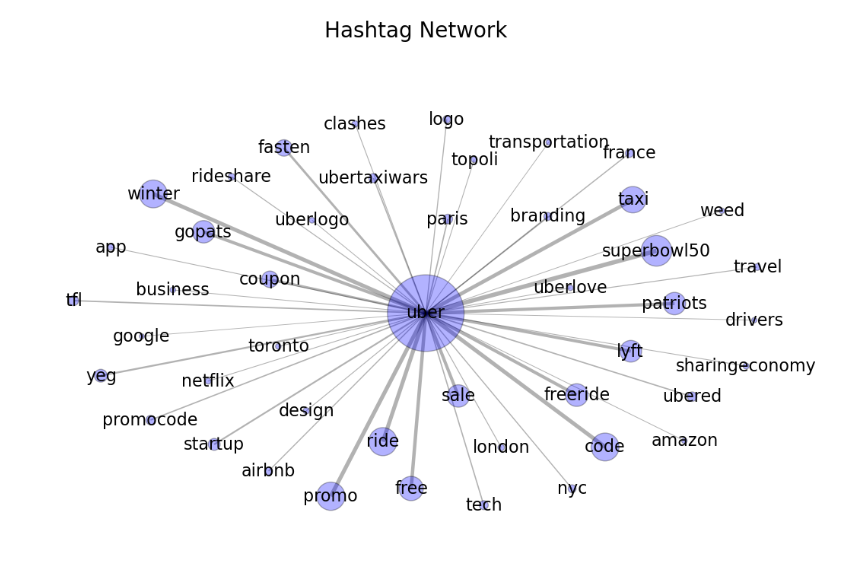 Hashtag Network
clashes
logo
fasten
transportation
france
topoli
rideshare
ubertaxiwars
winter
taxi
weed
uberlogo
paris
branding
gopats
app
superbowl50
travel
coupon
business
uberlove
tfl
patriots
uber
drivers
google
toronto
lyft
sharingeconomy
yeg
netflix
sale
freeride
ubered
promocode
design
startup
ride
london
code
amazon
airbnb
promo
free
nyc
tech